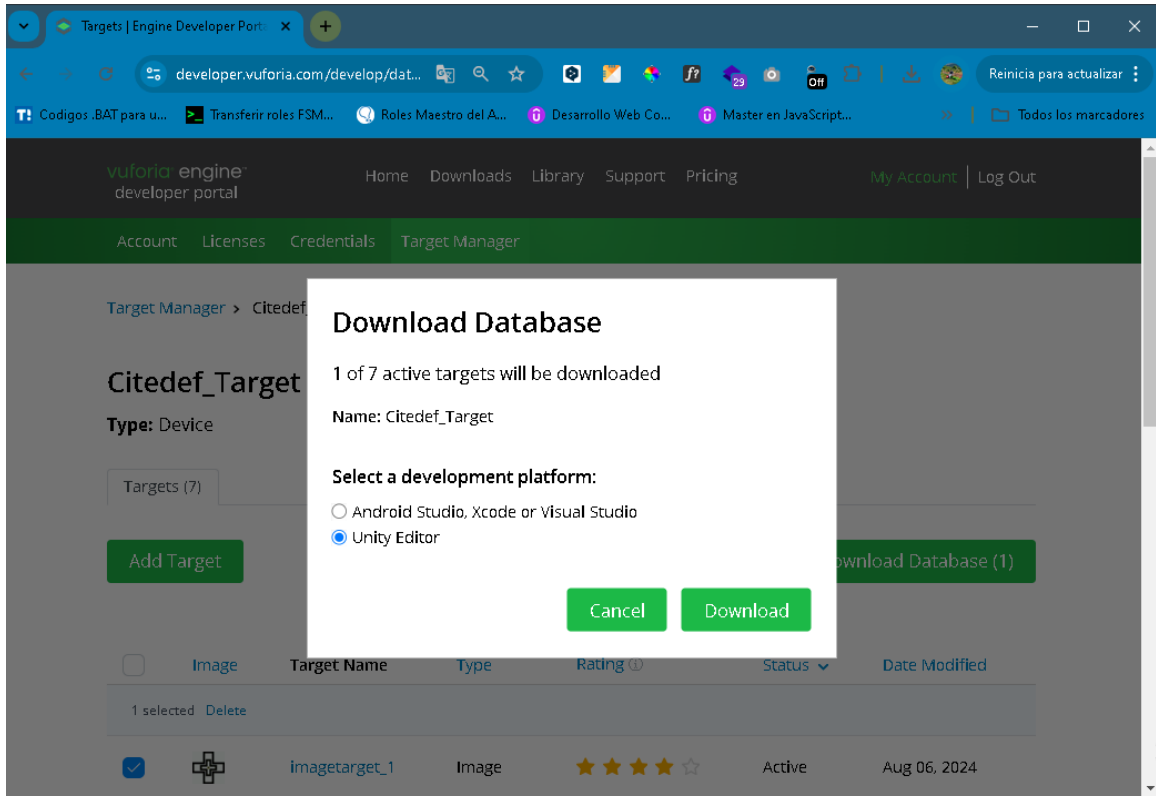 Targets | Engine Developer Porta
developer.vuforia.com/develop/dat...
f?
29
Off
Reinicia para actualizar
T! Codigos .BAT para u...
Transferir roles FSM...
Roles Maestro del A...
Desarrollo Web Co...
Master en JavaScript...
Todos los marcadores
vuforia engine™
developer portal
Home Downloads Library Support Pricing
My Account | Log Out
Account Licenses Credentials Target Manager
Target Manager > Citedef_
Citedef_Target
Type: Device
Targets (7)
Add Target
Download Database
1 of 7 active targets will be downloaded
Name: Citedef_Target
Select a development platform:
Android Studio, Xcode or Visual Studio
Unity Editor
Cancel Download
ownload Database (1)
Image Target Name Type Rating Status Date Modified
1 selected Delete
imagetarget_1 Image Active Aug 06, 2024